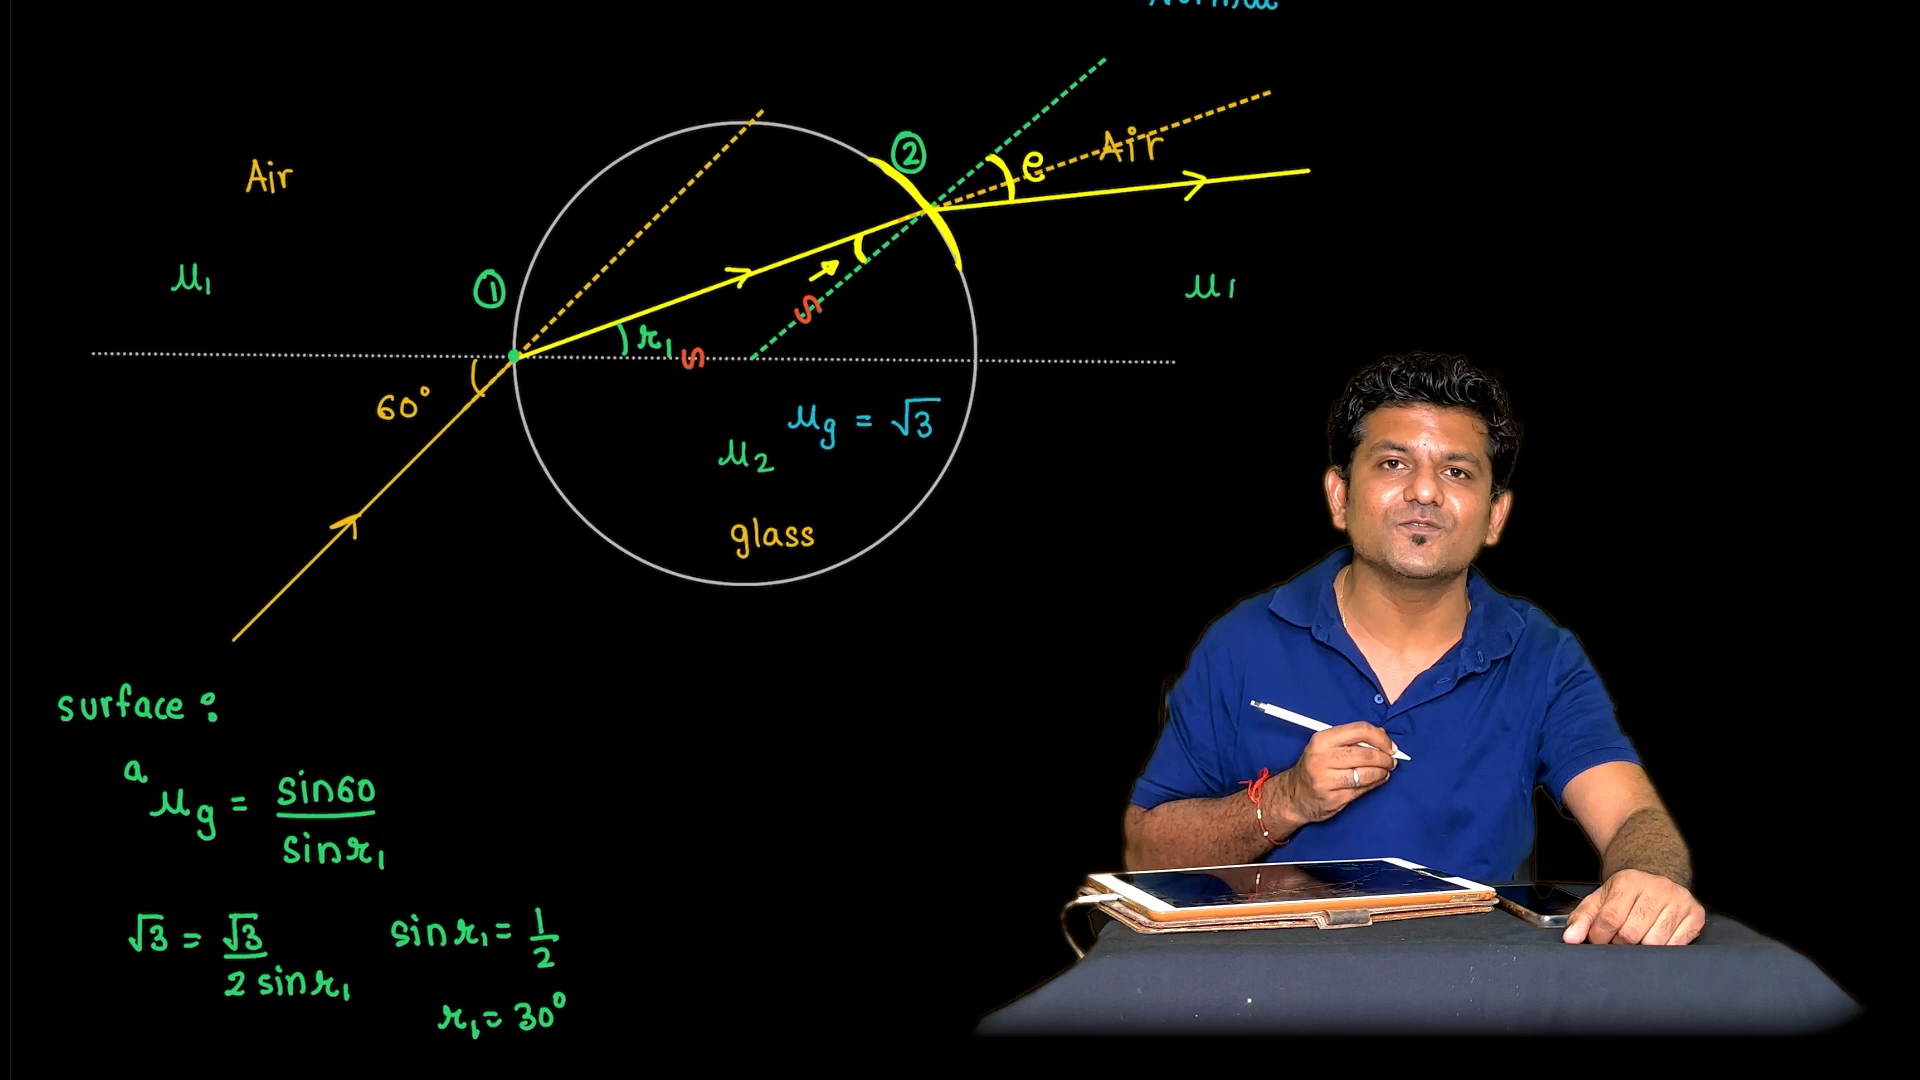 Normal
②
e
Air
Air
μ₁
①
μ₁
r₁
S
S
60°
μg = √3
μ₂
glass
surface :
ᵃμg = sin60 / sinr₁
√3 = √3 / 2 sinr₁
sinr₁ = 1/2
r₁ = 30°